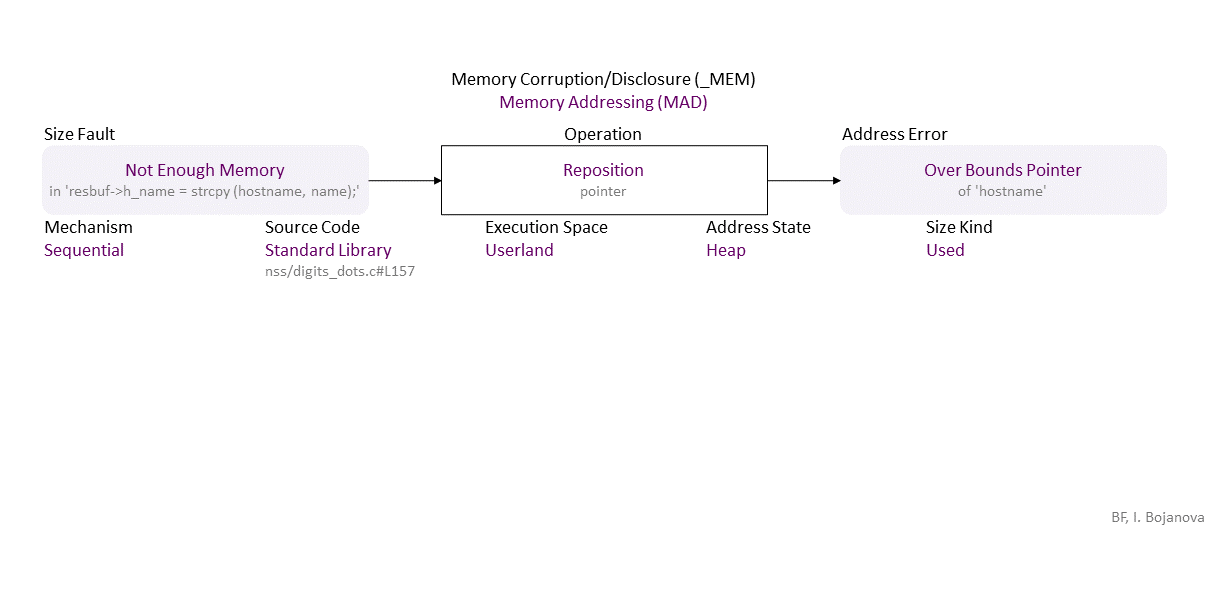 Memory Corruption/Disclosure (_MEM)
Memory Addressing (MAD)
Size Fault
Operation
Address Error
Not Enough Memory
in 'resbuf->h_name = strcpy (hostname, name);'
Reposition
pointer
Over Bounds Pointer
of 'hostname'
Mechanism
Sequential
Source Code
Standard Library
nss/digits_dots.c#L157
Execution Space
Userland
Address State
Heap
Size Kind
Used
BF, I. Bojanova